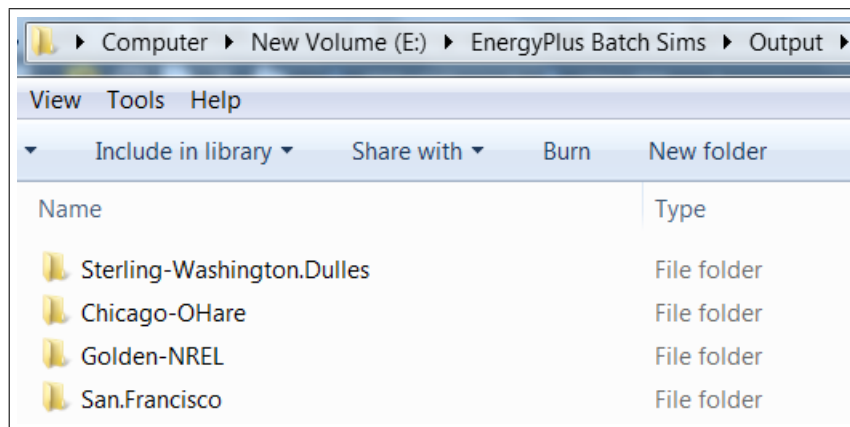 Computer New Volume (E:) EnergyPlus Batch Sims Output
View Tools Help
Include in library Share with Burn New folder
Name Type
Sterling-Washington.Dulles File folder
Chicago-OHare File folder
Golden-NREL File folder
San.Francisco File folder